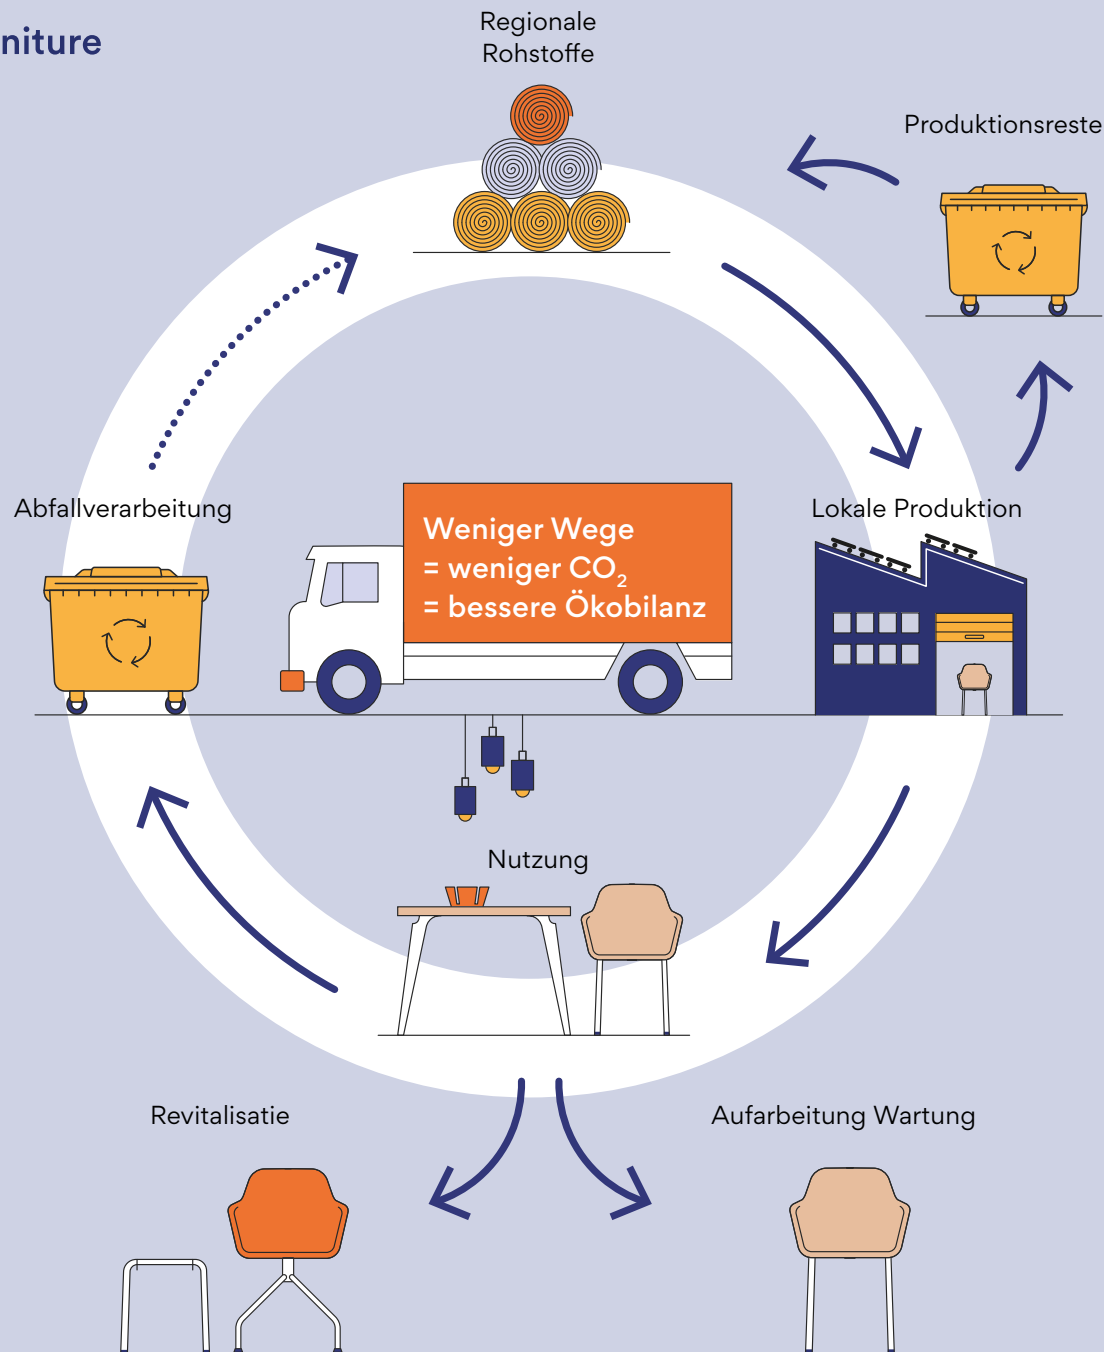 niture
Regionale
Rohstoffe
Produktionsreste
Abfallverarbeitung
Lokale Produktion
Weniger Wege
= weniger CO₂
= bessere Ökobilanz
Nutzung
Revitalisatie
Aufarbeitung Wartung